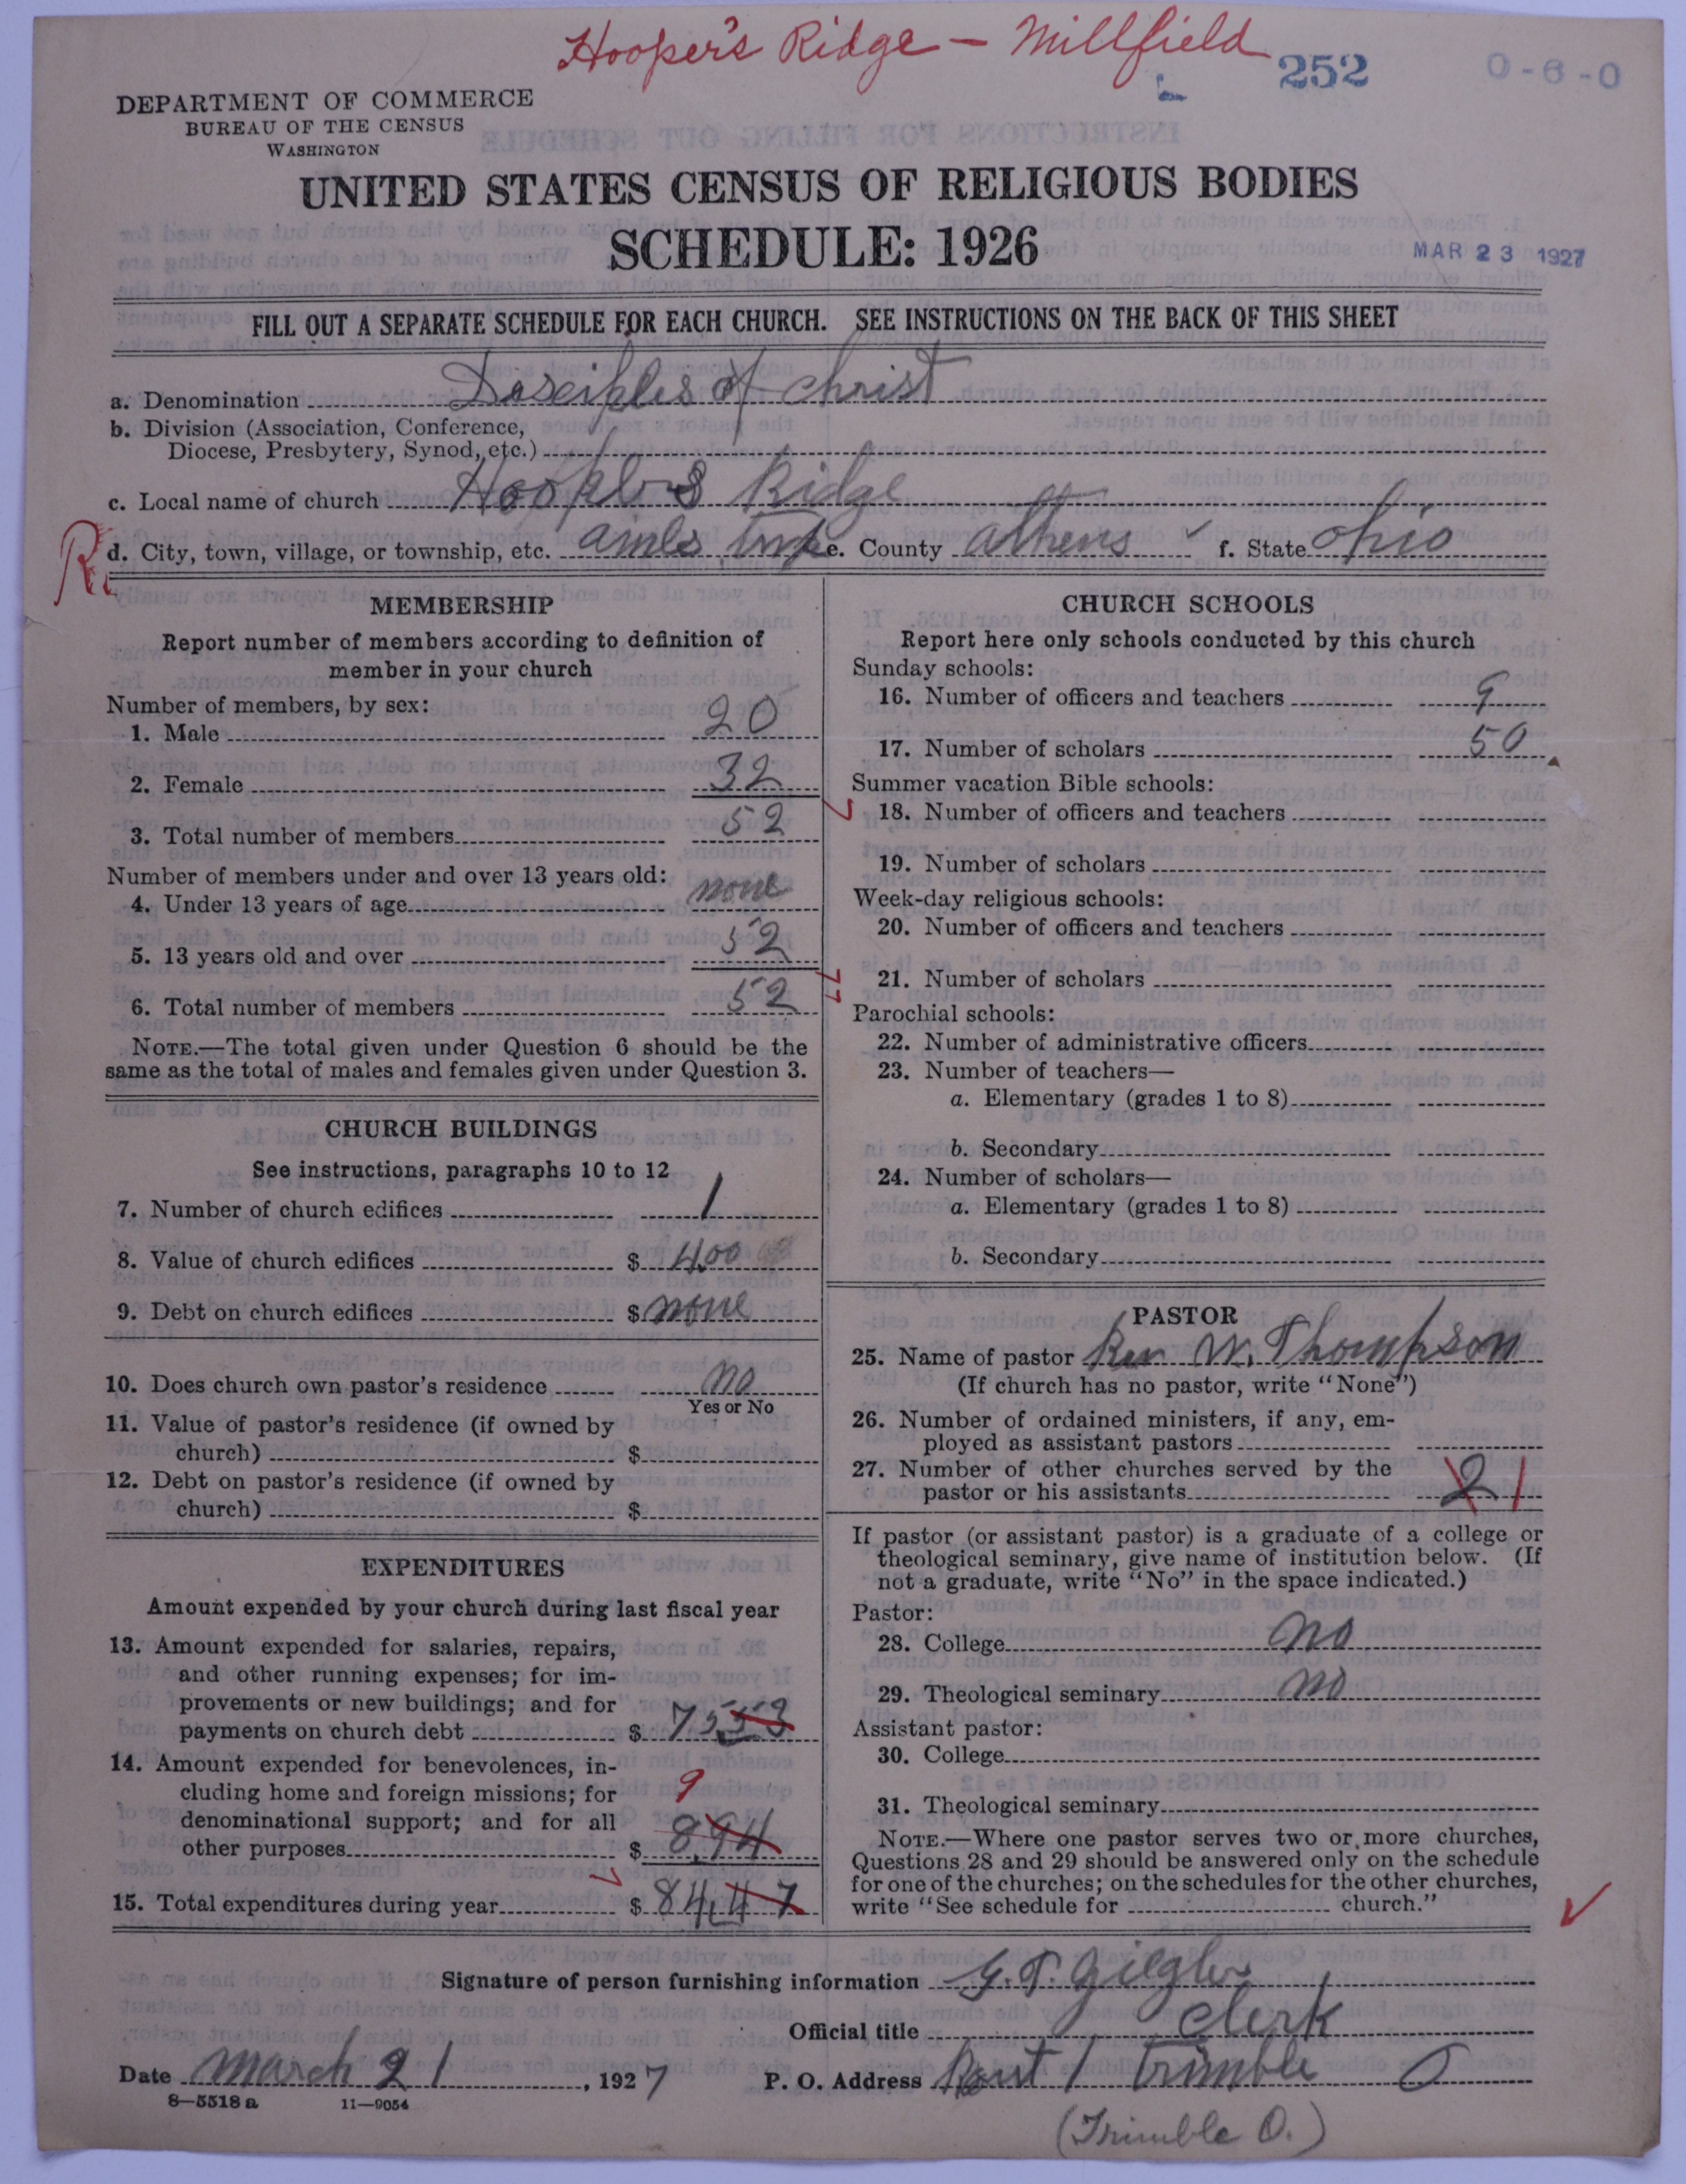 Hooper's Ridge - Millfield
252
0-6-0
DEPARTMENT OF COMMERCE
BUREAU OF THE CENSUS
WASHINGTON
UNITED STATES CENSUS OF RELIGIOUS BODIES
SCHEDULE: 1926
MAR 23 1927
FILL OUT A SEPARATE SCHEDULE FOR EACH CHURCH. SEE INSTRUCTIONS ON THE BACK OF THIS SHEET
a. Denomination Disciples of Christ
b. Division (Association, Conference,
Diocese, Presbytery, Synod, etc.)
c. Local name of church Hoopers Ridge
d. City, town, village, or township, etc. Ames Twp e. County Athens f. State Ohio
MEMBERSHIP
Report number of members according to definition of
member in your church
Number of members, by sex:
1. Male 20
2. Female 32
3. Total number of members 52
Number of members under and over 13 years old:
4. Under 13 years of age none
5. 13 years old and over 52
6. Total number of members 52
NOTE.—The total given under Question 6 should be the
same as the total of males and females given under Question 3.
CHURCH BUILDINGS
See instructions, paragraphs 10 to 12
7. Number of church edifices 1
8. Value of church edifices $ 400
9. Debt on church edifices $ none
10. Does church own pastor's residence no
Yes or No
11. Value of pastor's residence (if owned by
church) $
12. Debt on pastor's residence (if owned by
church) $
EXPENDITURES
Amount expended by your church during last fiscal year
13. Amount expended for salaries, repairs,
and other running expenses; for im-
provements or new buildings; and for
payments on church debt $ 75 53
14. Amount expended for benevolences, in-
cluding home and foreign missions; for
9
denominational support; and for all
other purposes $ 8.94
15. Total expenditures during year $ 84.47
CHURCH SCHOOLS
Report here only schools conducted by this church
Sunday schools:
16. Number of officers and teachers 9
17. Number of scholars 50
Summer vacation Bible schools:
18. Number of officers and teachers
19. Number of scholars
Week-day religious schools:
20. Number of officers and teachers
21. Number of scholars
Parochial schools:
22. Number of administrative officers
23. Number of teachers—
a. Elementary (grades 1 to 8)
b. Secondary
24. Number of scholars—
a. Elementary (grades 1 to 8)
b. Secondary
PASTOR
25. Name of pastor Rev W. Thompson
(If church has no pastor, write "None")
26. Number of ordained ministers, if any, em-
ployed as assistant pastors
27. Number of other churches served by the
pastor or his assistants 2 1
If pastor (or assistant pastor) is a graduate of a college or
theological seminary, give name of institution below. (If
not a graduate, write "No" in the space indicated.)
Pastor:
28. College no
29. Theological seminary no
Assistant pastor:
30. College
31. Theological seminary
NOTE.—Where one pastor serves two or more churches,
Questions 28 and 29 should be answered only on the schedule
for one of the churches; on the schedules for the other churches,
write "See schedule for church."
Signature of person furnishing information G.T.
Official title Clerk
Date March 21, 1927 P. O. Address Rout 1 Trimble O
8-5518 a 11-9054
(Trimble O.)